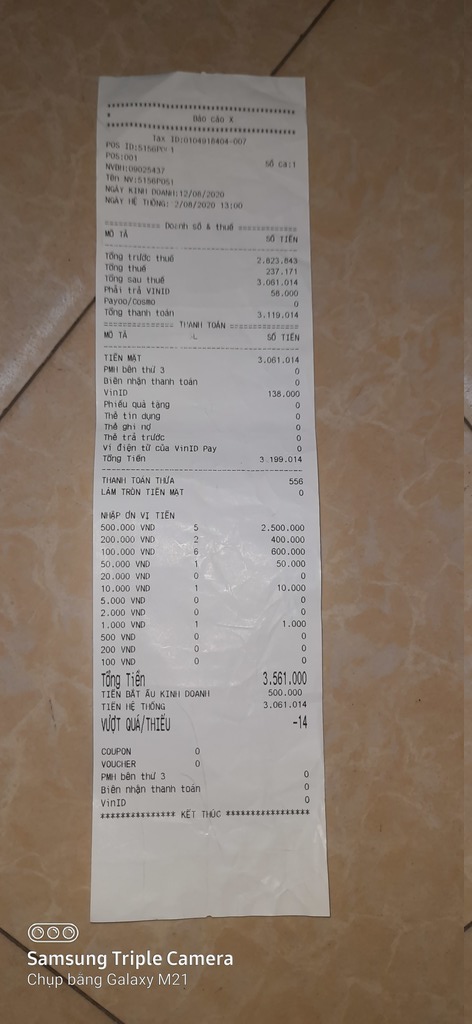 ********************************
*
Báo cáo X
********************************
Tax ID:0104918404-007
POS ID:5156POS 1
POS:001 Số ca:1
NVBH:09025437
Tên NV:5156POS1
NGÀY KINH DOANH:12/08/2020
NGÀY HỆ THỐNG: 2/08/2020 13:00
=========== Doanh số & thuế ===========
MÔ TẢ SỐ TIỀN
Tổng trước thuế 2.823.843
Tổng thuế 237.171
Tổng sau thuế 3.061.014
Phải trả VINID 58.000
Payoo/Cosmo 0
Tổng thanh toán 3.119.014
============= THANH TOÁN =============
MÔ TẢ SL SỐ TIỀN
TIỀN MẶT 3.061.014
PMH bên thứ 3 0
Biên nhận thanh toán 0
VinID 138.000
Phiếu quà tặng 0
Thẻ tín dụng 0
Thẻ ghi nợ 0
Thẻ trả trước 0
Ví điện tử của VinID Pay 0
Tổng Tiền 3.199.014
THANH TOÁN THỪA 556
LÀM TRÒN TIỀN MẶT 0
NHẬP ƠN VỊ TIỀN
500.000 VND 5 2.500.000
200.000 VND 2 400.000
100.000 VND 6 600.000
50.000 VND 1 50.000
20.000 VND 0 0
10.000 VND 1 10.000
5.000 VND 0 0
2.000 VND 0 0
1.000 VND 1 1.000
500 VND 0 0
200 VND 0 0
100 VND 0 0
Tổng Tiền 3.561.000
TIỀN BẮT ẦU KINH DOANH 500.000
TIỀN HỆ THỐNG 3.061.014
VƯỢT QUÁ/THIẾU -14
COUPON 0
VOUCHER 0
PMH bên thứ 3 0
Biên nhận thanh toán 0
VinID 0
*************** KẾT THÚC *****************
Samsung Triple Camera
Chụp bằng Galaxy M21